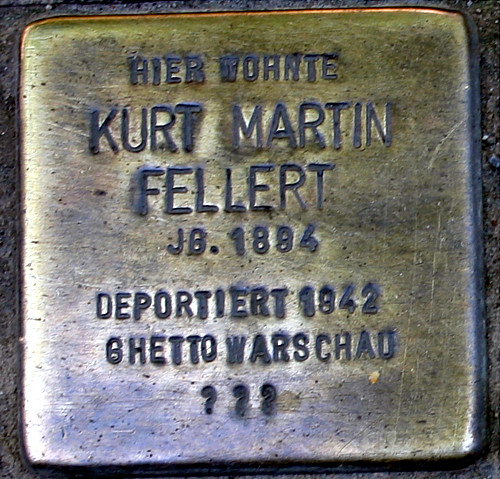 HIER WOHNTE
KURT MARTIN
FELLERT
JG. 1894
DEPORTIERT 1942
GHETTO WARSCHAU
? ? ?